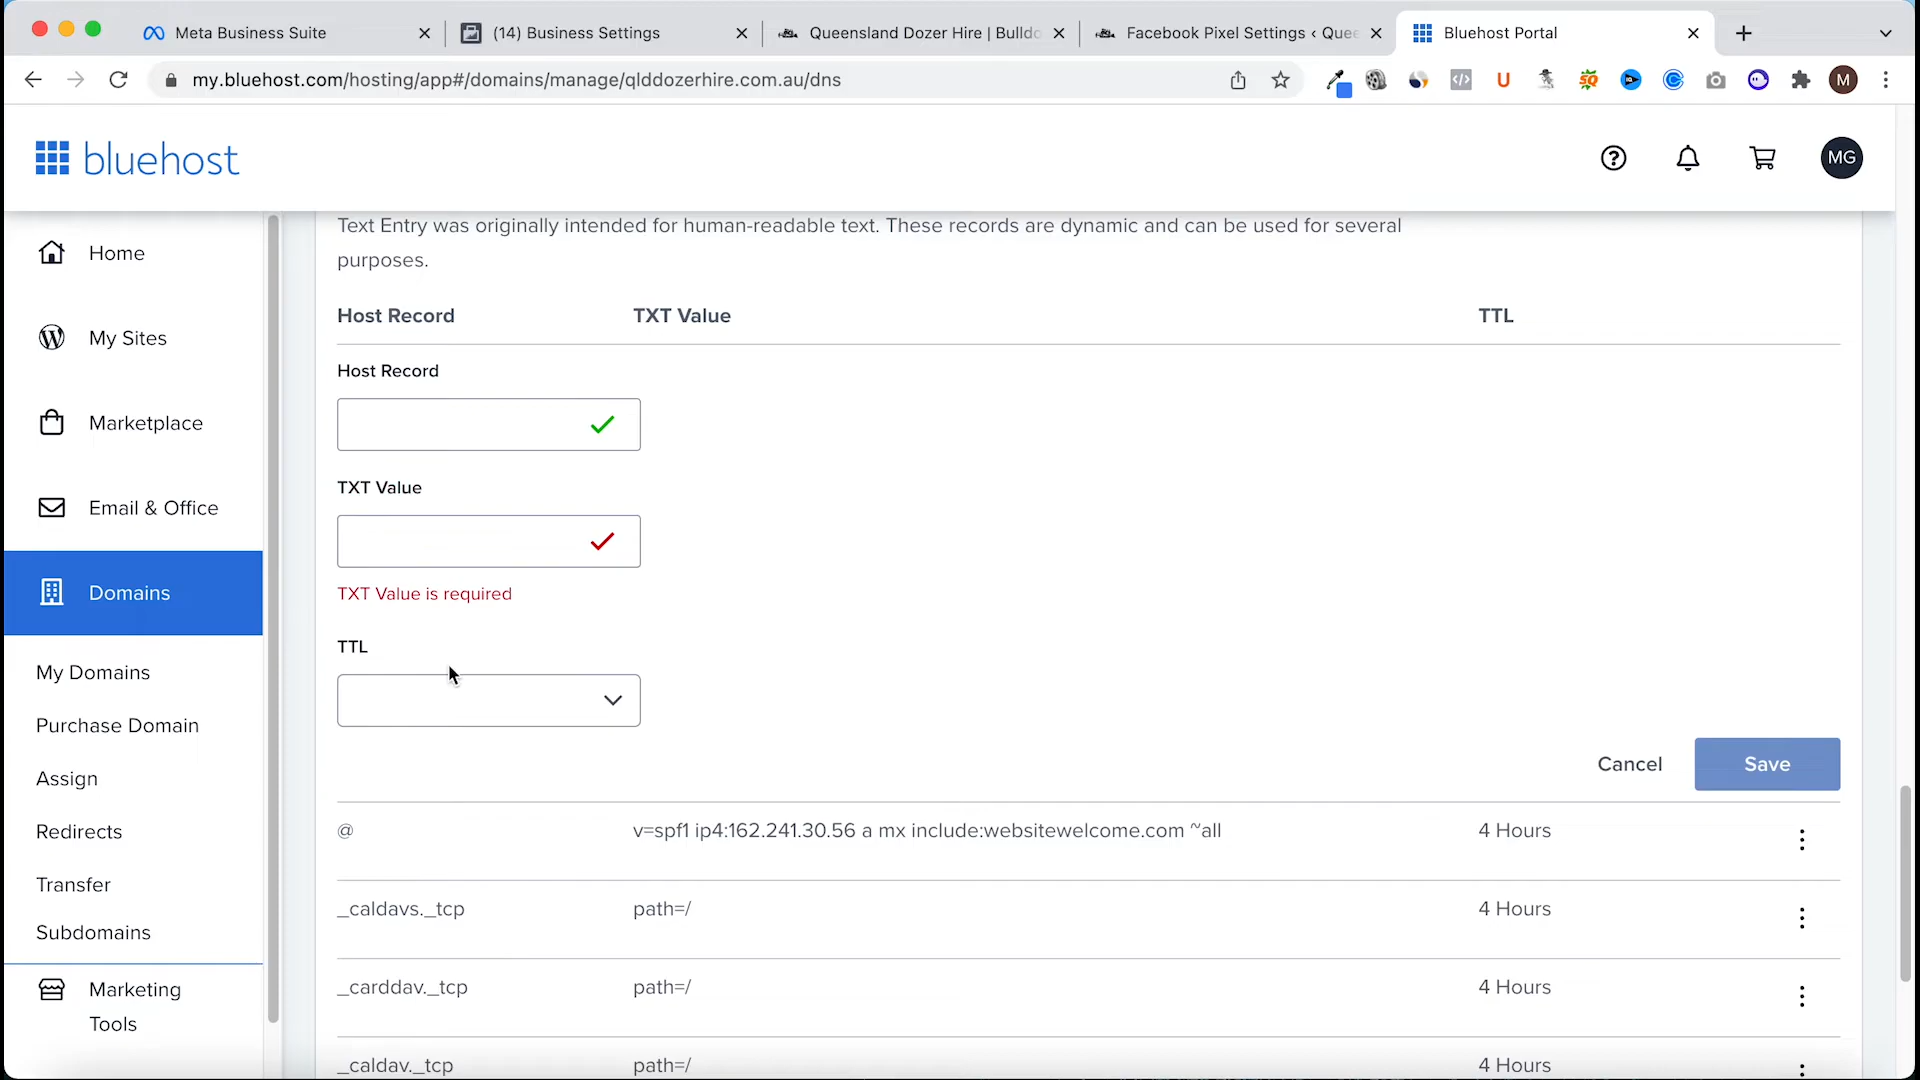 Meta Business Suite
(14) Business Settings
Queensland Dozer Hire | Bulldo
Facebook Pixel Settings ‹ Quee
Bluehost Portal
my.bluehost.com/hosting/app#/domains/manage/qlddozerhire.com.au/dns
U
SQ
M
bluehost
MG
Home
My Sites
Marketplace
Email & Office
Domains
My Domains
Purchase Domain
Assign
Redirects
Transfer
Subdomains
Marketing
Tools
Text Entry was originally intended for human-readable text. These records are dynamic and can be used for several
purposes.
Host Record TXT Value TTL
Host Record
TXT Value
TXT Value is required
TTL
Cancel Save
@ v=spf1 ip4:162.241.30.56 a mx include:websitewelcome.com ~all 4 Hours
_caldavs._tcp path=/ 4 Hours
_carddav._tcp path=/ 4 Hours
_caldav._tcp path=/ 4 Hours